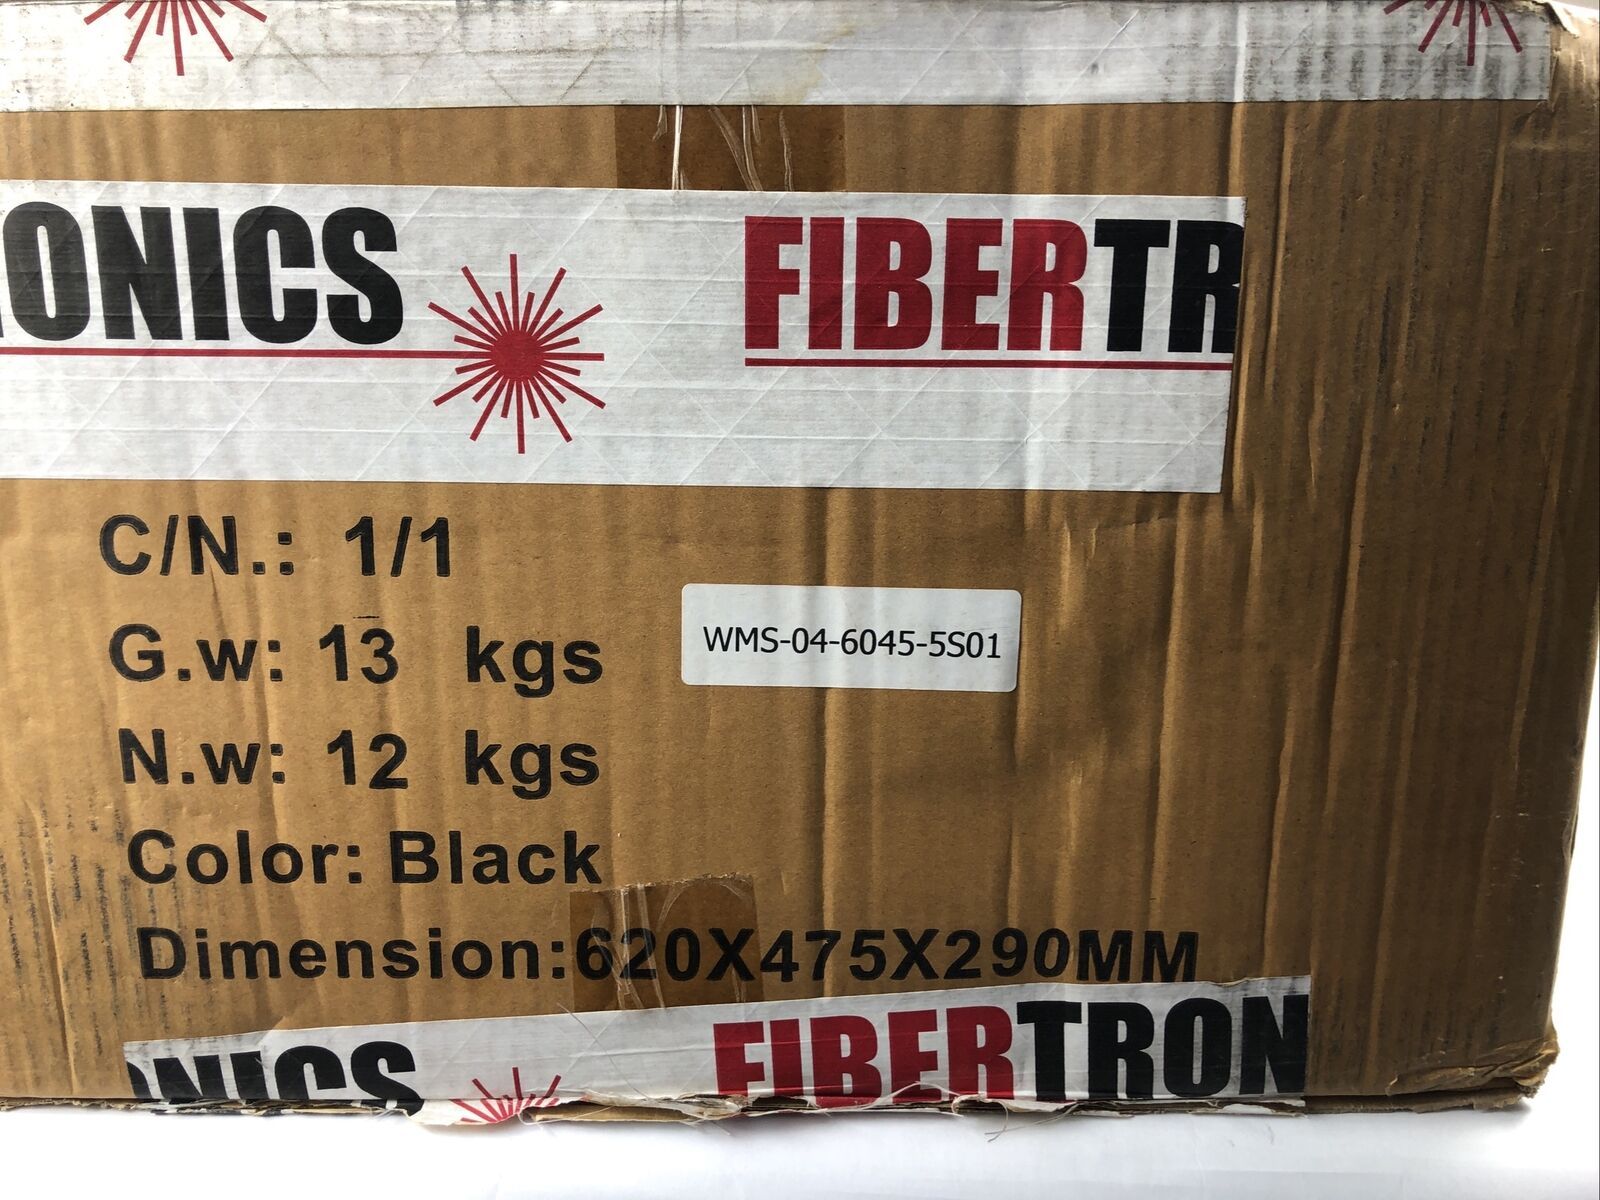 ONICS FIBERTR
C/N.: 1/1
G.w: 13 kgs
WMS-04-6045-5S01
N.w: 12 kgs
Color: Black
Dimension:620X475X290MM
ONICS FIBERTRON